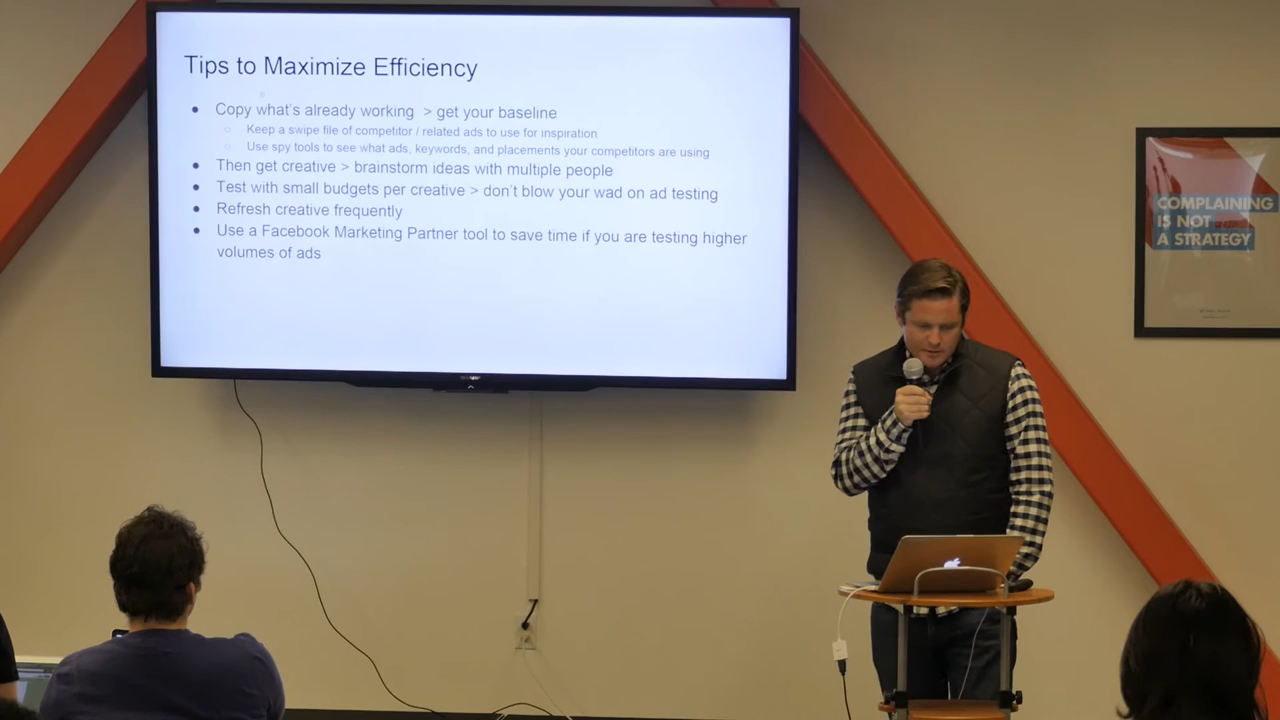 Tips to Maximize Efficiency
Copy what's already working > get your baseline
Keep a swipe file of competitor / related ads to use for inspiration
Use spy tools to see what ads, keywords, and placements your competitors are using
Then get creative > brainstorm ideas with multiple people
Test with small budgets per creative > don't blow your wad on ad testing
Refresh creative frequently
Use a Facebook Marketing Partner tool to save time if you are testing higher
volumes of ads
COMPLAINING
IS NOT
A STRATEGY